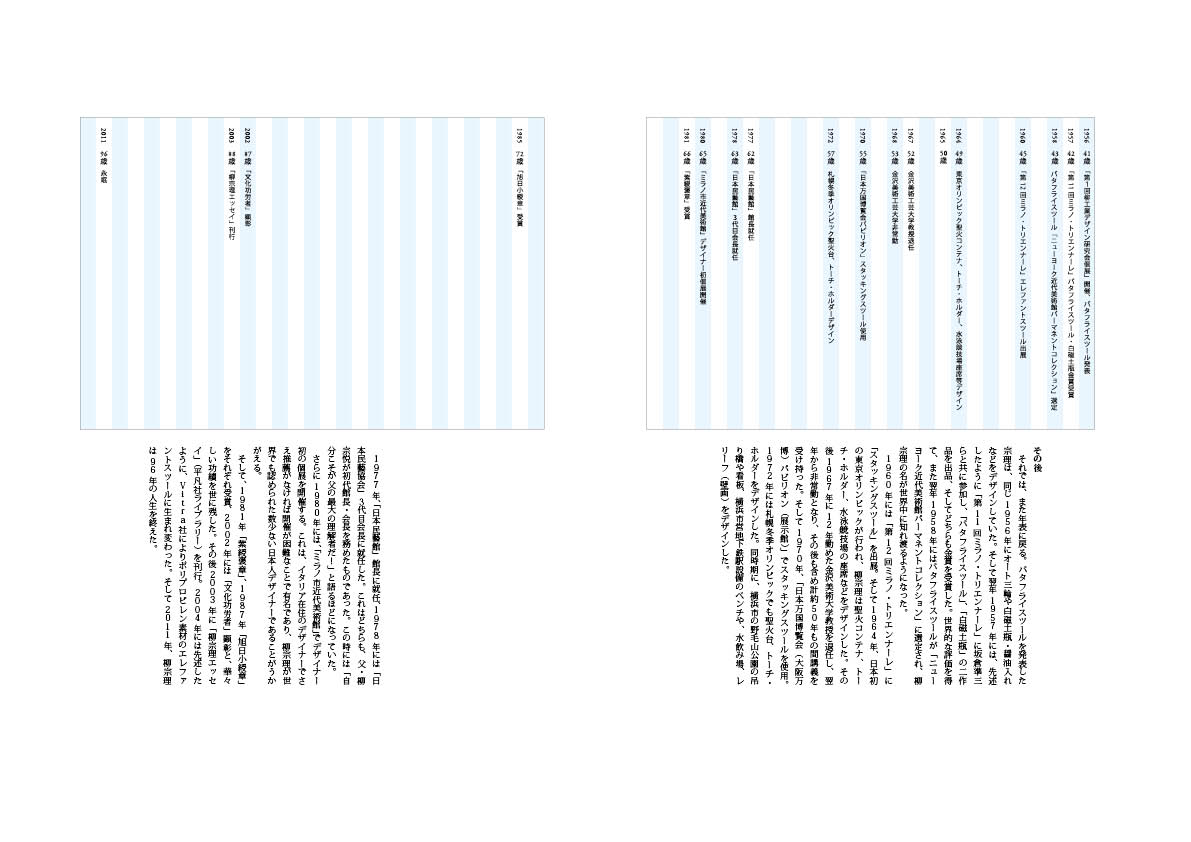 1956 41歳 「第1回柳工業デザイン研究会個展」開催、バタフライスツール発表
1957 42歳 「第11回ミラノ・トリエンナーレ」バタフライスツール・白磁土瓶金賞受賞
1958 43歳 バタフライスツール「ニューヨーク近代美術館パーマネントコレクション」選定
1960 45歳 「第12回ミラノ・トリエンナーレ」エレファントスツール出展
1964 49歳 東京オリンピック聖火コンテナ、トーチ・ホルダー、水泳競技場座席等デザイン
1965 50歳
1967 52歳 金沢美術工芸大学教授退任
1968 53歳 金沢美術工芸大学非常勤
1970 55歳 「日本万国博覧会パビリオン」スタッキングスツール使用
1972 57歳 札幌冬季オリンピック聖火台、トーチ・ホルダーデザイン
1977 62歳 「日本民藝館」館長就任
1978 63歳 「日本民藝館」3代目会長就任
1980 65歳 「ミラノ市近代美術館」デザイナー初個展開催
1981 66歳 「紫綬褒章」受賞
その後
それでは、また年表に戻る。バタフライスツールを発表した
宗理は、同じ1956年にオート三輪や白磁土瓶・醤油入れ
などをデザインしていた。そして翌年1957年には、先述
したように「第11回ミラノ・トリエンナーレ」に坂倉準三
らと共に参加し、「バタフライスツール」、「白磁土瓶」の二作
品を出品、そしてどちらも金賞を受賞した。世界的な評価を得
て、また翌年1958年にはバタフライスツールが「ニュー
ヨーク近代美術館パーマネントコレクション」に選定され、柳
宗理の名が世界中に知れ渡るようになった。
1960年には「第12回ミラノ・トリエンナーレ」に
「スタッキングスツール」を出展。そして1964年、日本初
の東京オリンピックが行われ、柳宗理は聖火コンテナ、トー
チ・ホルダー、水泳競技場の座席などをデザインした。その
後1967年に12年勤めた金沢美術大学教授を退任し、翌
年から非常勤となり、その後も含め計約50年もの間講義を
受け持った。そして1970年、「日本万国博覧会（大阪万
博）パビリオン（展示館）」でスタッキングスツールを使用。
1972年には札幌冬季オリンピックでも聖火台、トーチ・
ホルダーをデザインした。同時期に、横浜市の野毛山公園の吊
り橋や看板、横浜市営地下鉄駅設備のベンチや、水飲み場、レ
リーフ（壁画）をデザインした。
1985 72歳 「旭日小綬章」受賞
2002 87歳 「文化功労者」顕彰
2003 88歳 「柳宗理エッセイ」刊行
2011 96歳 永眠
1977年、「日本民藝館」館長に就任、1978年には「日
本民藝協会」3代目会長に就任した。これはどちらも、父・柳
宗悦が初代館長・会長を務めたものであった。この時には「自
分こそが父の最大の理解者だー」と語るほどになっていた。
さらに1980年には、「ミラノ市近代美術館」でデザイナー
初の個展を開催する。これは、イタリア在住のデザイナーでさ
え推薦がなければ開催が困難なことで有名であり、柳宗理が世
界でも認められた数少ない日本人デザイナーであることがうか
がえる。
そして、1981年「紫綬褒章」、1987年「旭日小綬章」
をそれぞれ受賞、2002年には「文化功労者」顕彰と、華々
しい功績を世に残した。その後2003年に「柳宗理エッセ
イ」（平凡社ライブラリー）を刊行。2004年には先述した
ように、Vitra社によりポリプロピレン素材のエレファ
ントスツールに生まれ変わった。そして2011年、柳宗理
は96年の人生を終えた。